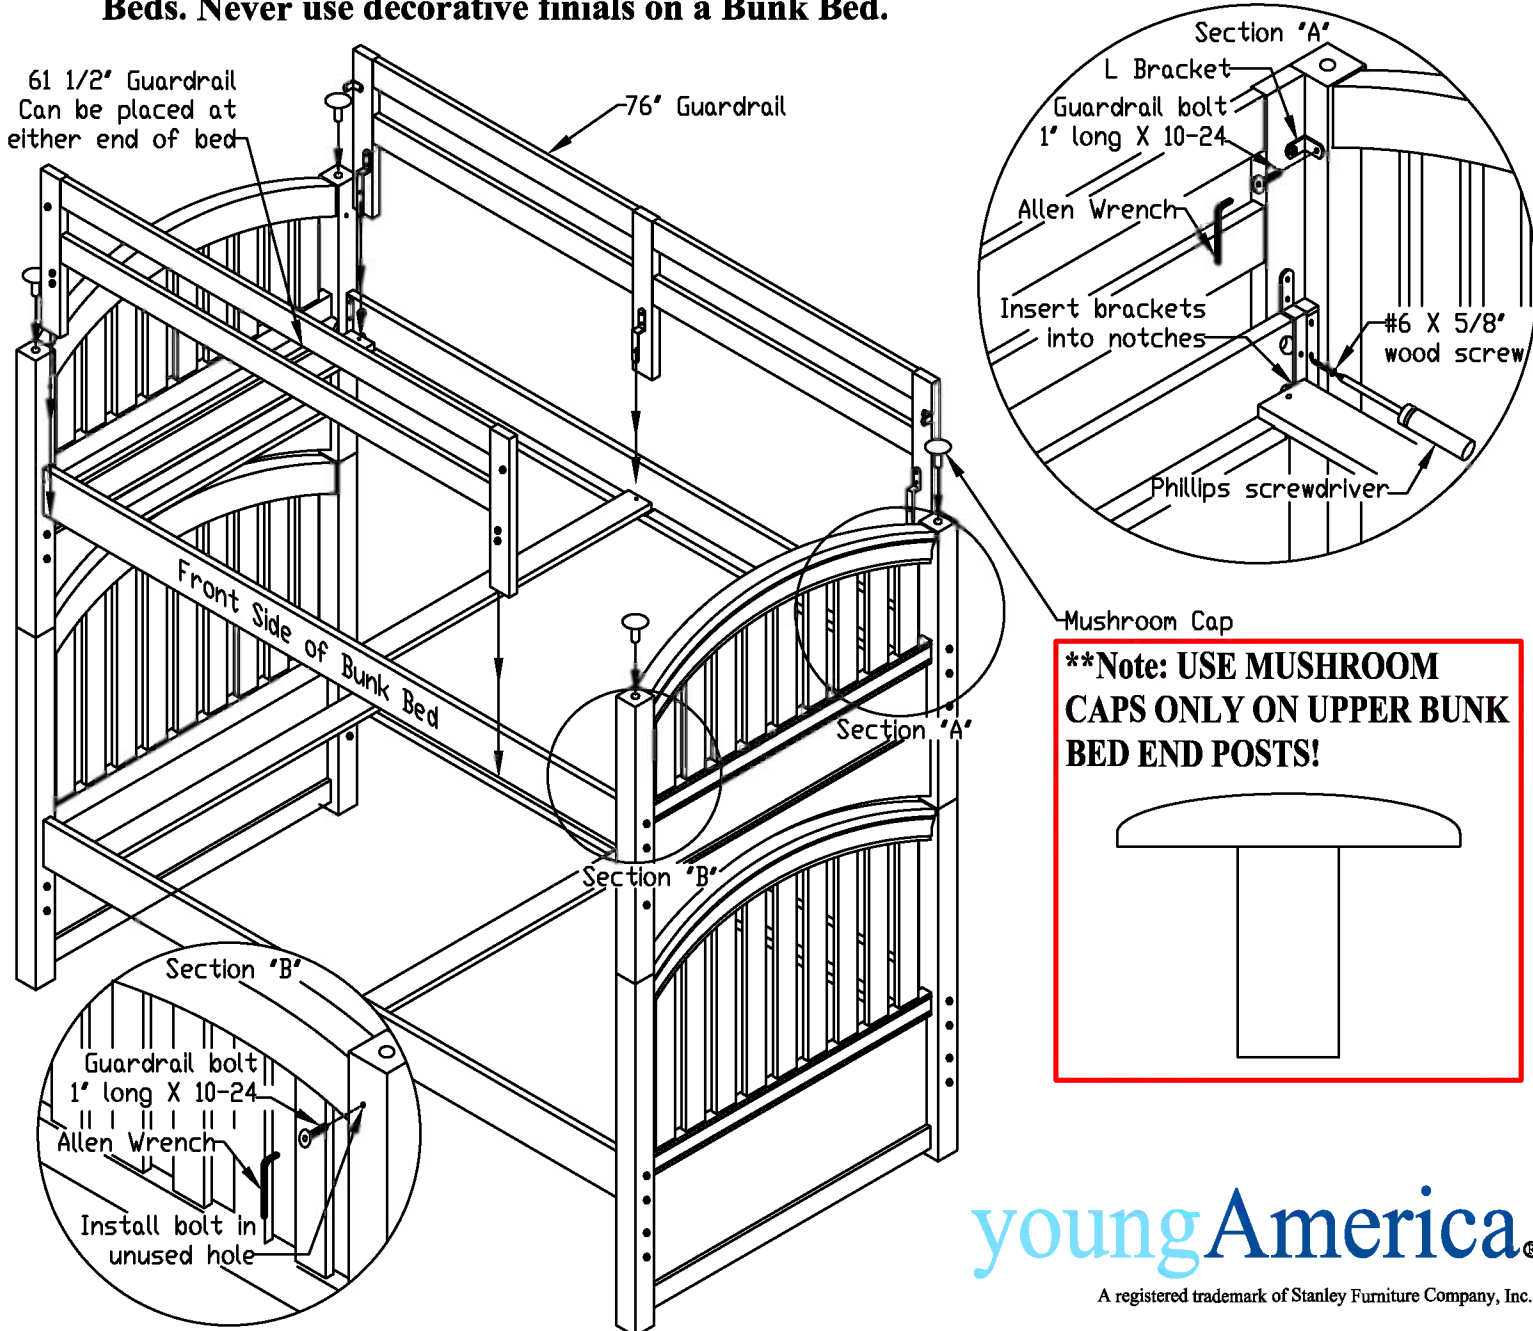 Beds. Never use decorative finials on a Bunk Bed.
61 1/2" Guardrail
Can be placed at
either end of bed
76" Guardrail
Section "A"
L Bracket
Guardrail bolt
1" long X 10-24
Allen Wrench
Insert brackets
into notches
#6 X 5/8"
wood screw
Phillips screwdriver
Front Side of Bunk Bed
Mushroom Cap
Section "A"
Section "B"
**Note: USE MUSHROOM
CAPS ONLY ON UPPER BUNK
BED END POSTS!
Section "B"
Guardrail bolt
1" long X 10-24
Allen Wrench
Install bolt in
unused hole
youngAmerica®
A registered trademark of Stanley Furniture Company, Inc.